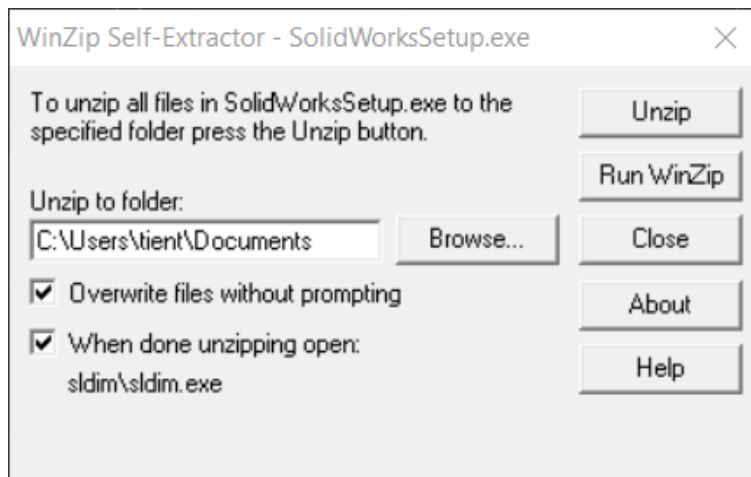 WinZip Self-Extractor - SolidWorksSetup.exe
To unzip all files in SolidWorksSetup.exe to the
specified folder press the Unzip button.
Unzip
Run WinZip
Unzip to folder:
C:\Users\tient\Documents
Browse...
Close
Overwrite files without prompting
About
When done unzipping open:
sldim\sldim.exe
Help